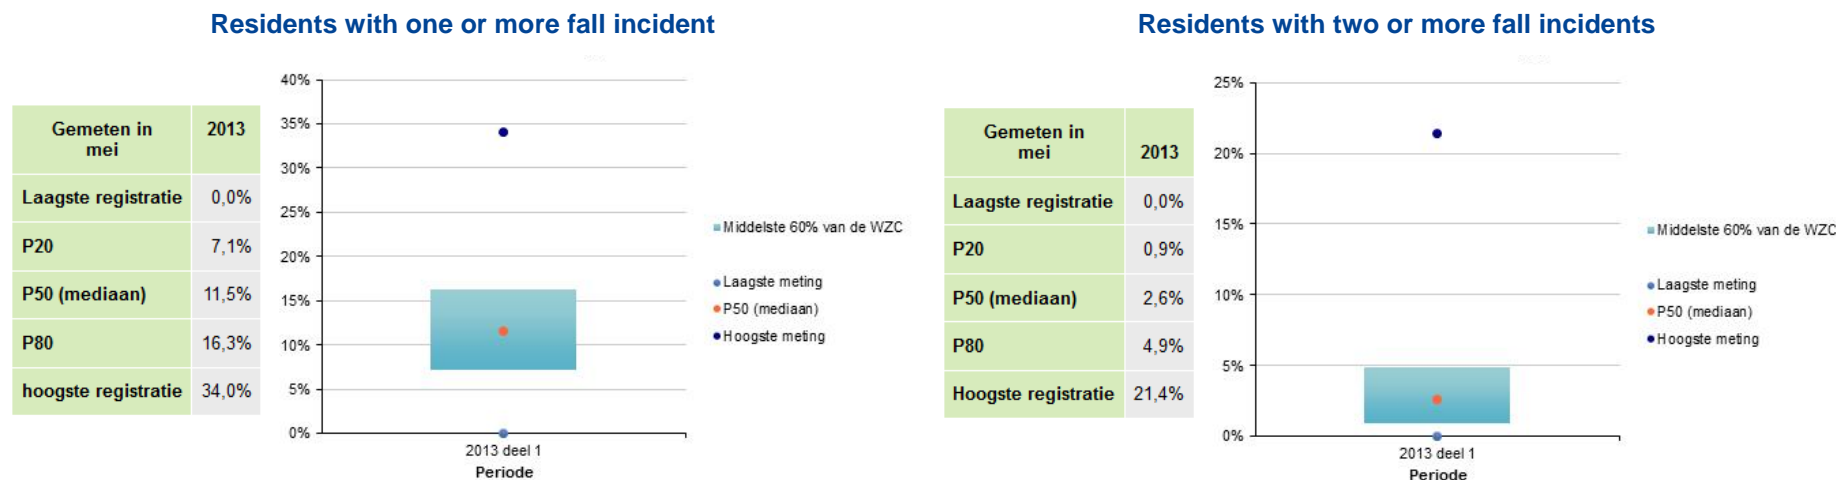 Residents with one or more fall incident
Gemeten in
mei
2013
Laagste registratie 0,0%
P20 7,1%
P50 (mediaan) 11,5%
P80 16,3%
hoogste registratie 34,0%
40%
35%
30%
25%
20%
15%
10%
5%
0%
2013 deel 1
Periode
Middelste 60% van de WZC
Laagste meting
P50 (mediaan)
Hoogste meting
Residents with two or more fall incidents
Gemeten in
mei
2013
Laagste registratie 0,0%
P20 0,9%
P50 (mediaan) 2,6%
P80 4,9%
Hoogste registratie 21,4%
25%
20%
15%
10%
5%
0%
2013 deel 1
Periode
Middelste 60% van de WZC
Laagste meting
P50 (mediaan)
Hoogste meting